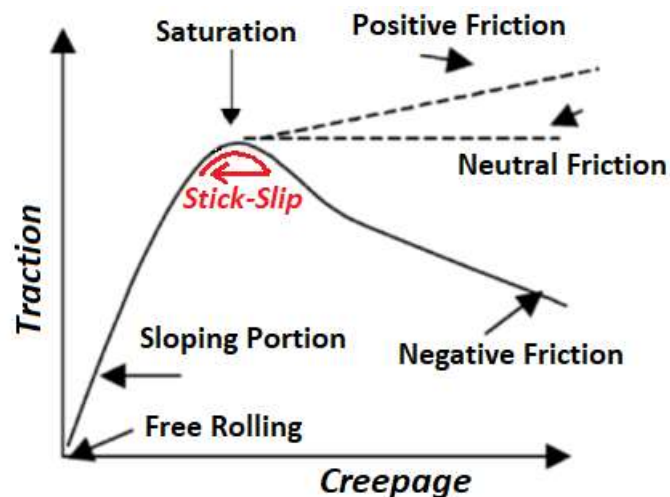 Saturation
Positive Friction
Neutral Friction
Stick-Slip
Traction
Sloping Portion
Negative Friction
Free Rolling
Creepage